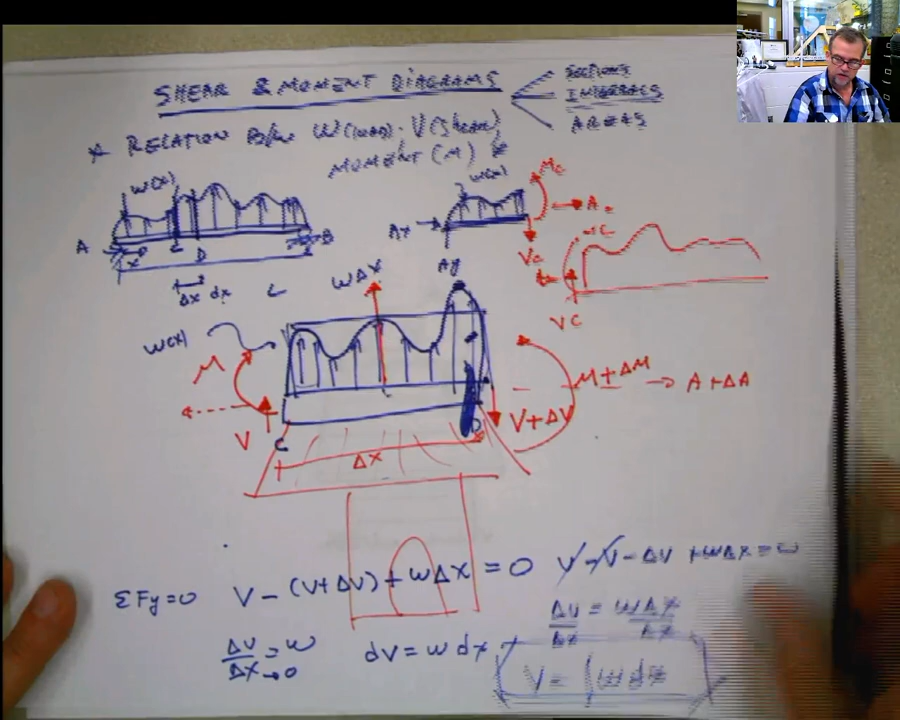 SHEAR & MOMENT DIAGRAMS
SECTIONS
INTEGRALS
AREAS
* RELATION B/w W(LOAD), V(SHEAR),
MOMENT (M) *
W(x)
A
B
x
C
D
Δx dx
W(x)
Ay
Mc
Vc
Ax
VC
WΔx
W(x)
M
V
C
D
M+ΔM
A+ΔA
V+ΔV
Δx
ΣFy=0 V - (V+ΔV) + wΔx = 0
V - V - ΔV + wΔx = 0
ΔV/Δx = wΔx/Δx
ΔV/Δx→0 = w
dV = w dx
V = ∫w dx